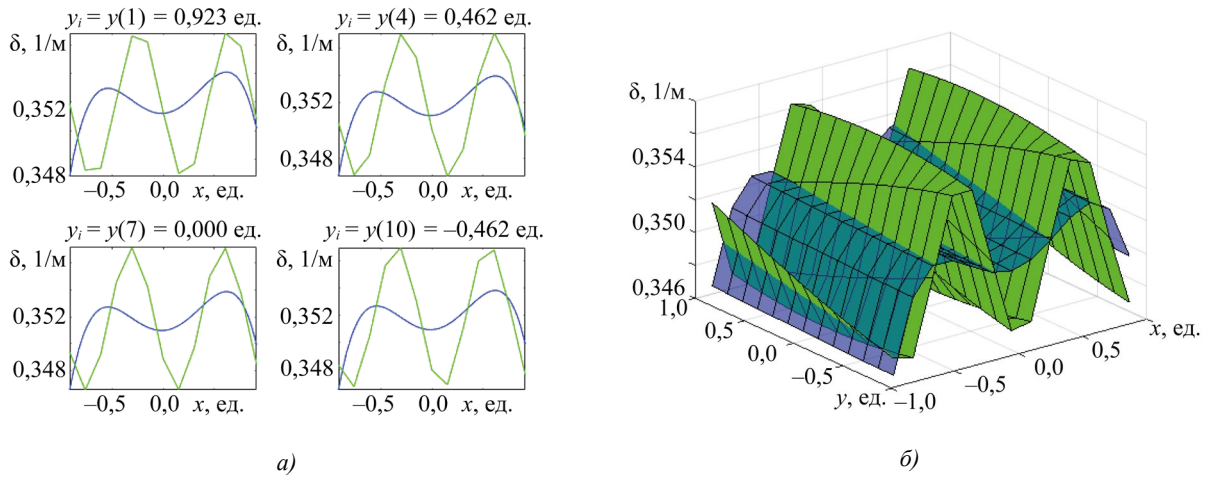 yᵢ = y(1) = 0,923 ед.
δ, 1/м
0,352
0,348
–0,5 0,0 x, ед.
yᵢ = y(4) = 0,462 ед.
δ, 1/м
0,352
0,348
–0,5 0,0 x, ед.
yᵢ = y(7) = 0,000 ед.
δ, 1/м
0,352
0,348
–0,5 0,0 x, ед.
yᵢ = y(10) = –0,462 ед.
δ, 1/м
0,352
0,348
–0,5 0,0 x, ед.
а)
δ, 1/м
0,354
0,350
0,346
1,0
0,5
0,0
–0,5
y, ед.
–1,0
–0,5
0,0
0,5
x, ед.
б)